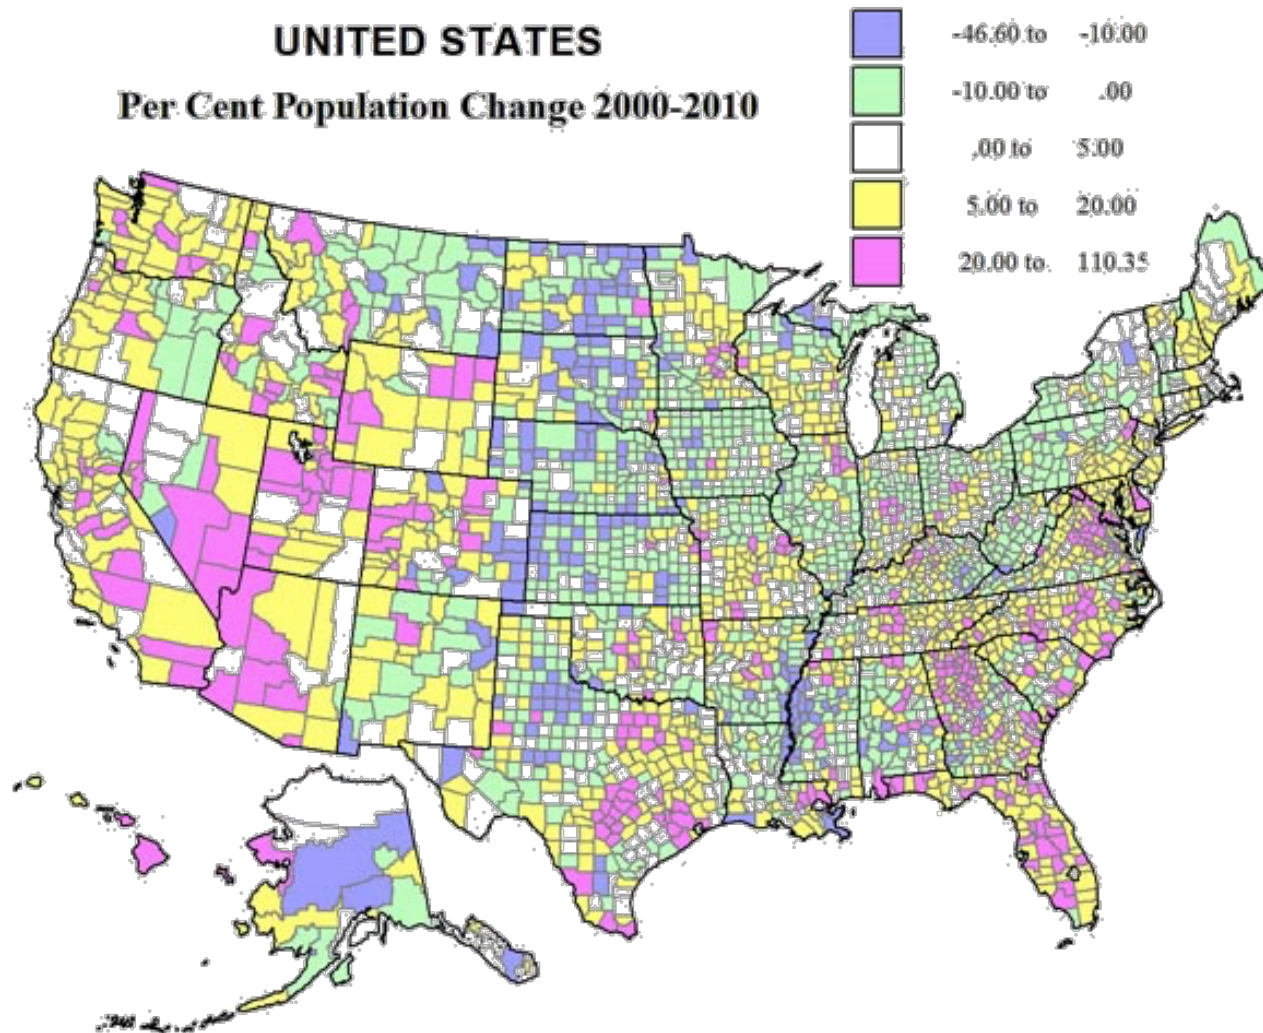 UNITED STATES
Per Cent Population Change 2000-2010
-46.60 to -10.00
-10.00 to .00
.00 to 5.00
5.00 to 20.00
20.00 to 110.35